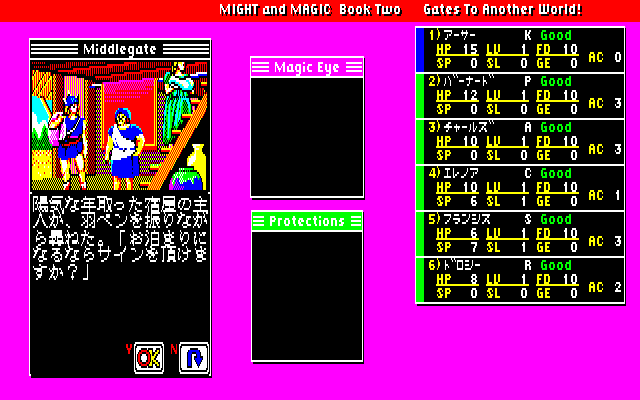 MIGHT and MAGIC Book Two Gates To Another World!
Middlegate
陽気な年取った宿屋の主
人が、羽ペンを振りなが
ら尋ねた。「お泊まりに
なるならサインを頂けま
すか？」
Y OK N
Magic Eye
Protections
1) アーサー K Good
HP 15 LV 1 FD 10
SP 0 SL 0 GE 0 AC 0
2) バーナード P Good
HP 12 LV 1 FD 10
SP 0 SL 0 GE 0 AC 3
3) チャールズ A Good
HP 10 LV 1 FD 10
SP 0 SL 0 GE 0 AC 3
4) エレノア C Good
HP 10 LV 1 FD 10
SP 6 SL 1 GE 0 AC 1
5) フランシス S Good
HP 6 LV 1 FD 10
SP 7 SL 1 GE 0 AC 3
6) ドロシー R Good
HP 8 LV 1 FD 10
SP 0 SL 0 GE 0 AC 2